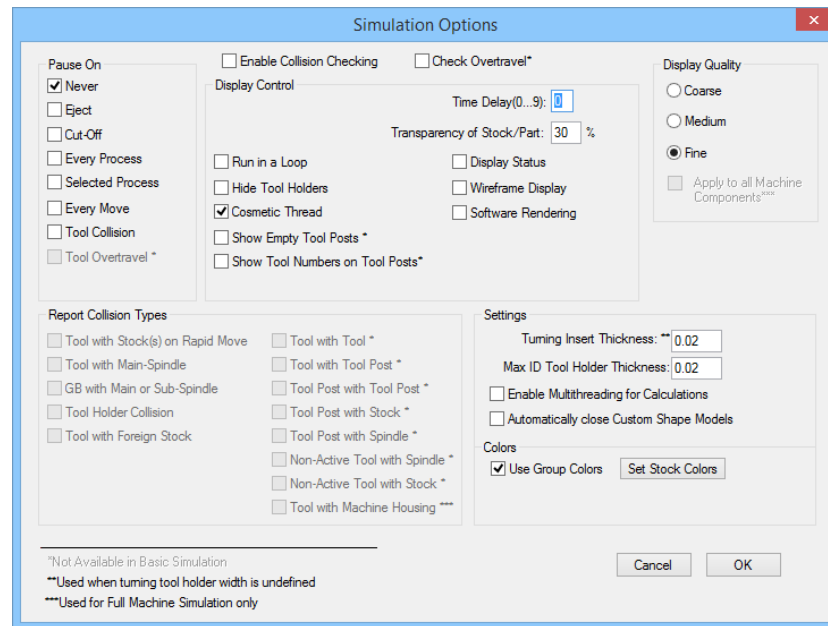 Simulation Options
Pause On
Never
Eject
Cut-Off
Every Process
Selected Process
Every Move
Tool Collision
Tool Overtravel *
Enable Collision Checking
Check Overtravel*
Display Control
Time Delay(0...9): 0
Transparency of Stock/Part: 30 %
Run in a Loop
Hide Tool Holders
Cosmetic Thread
Show Empty Tool Posts *
Show Tool Numbers on Tool Posts*
Display Status
Wireframe Display
Software Rendering
Display Quality
Coarse
Medium
Fine
Apply to all Machine
Components***
Report Collision Types
Tool with Stock(s) on Rapid Move
Tool with Main-Spindle
GB with Main or Sub-Spindle
Tool Holder Collision
Tool with Foreign Stock
Tool with Tool *
Tool with Tool Post *
Tool Post with Tool Post *
Tool Post with Stock *
Tool Post with Spindle *
Non-Active Tool with Spindle *
Non-Active Tool with Stock *
Tool with Machine Housing ***
Settings
Turning Insert Thickness: ** 0.02
Max ID Tool Holder Thickness: 0.02
Enable Multithreading for Calculations
Automatically close Custom Shape Models
Colors
Use Group Colors
Set Stock Colors
*Not Available in Basic Simulation
**Used when turning tool holder width is undefined
***Used for Full Machine Simulation only
Cancel
OK